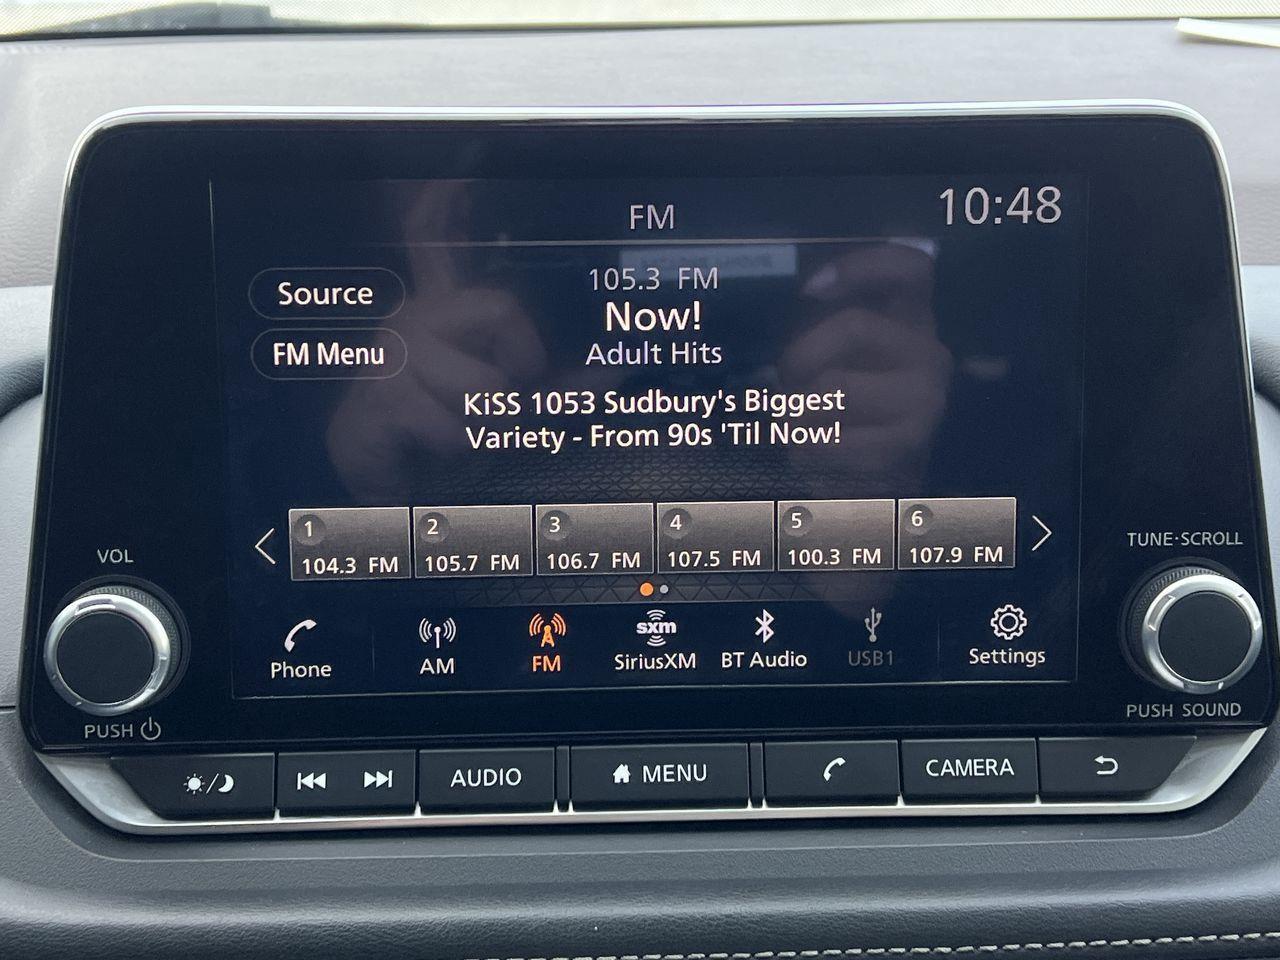 FM
10:48
Source
105.3 FM
Now!
FM Menu
Adult Hits
KiSS 1053 Sudbury's Biggest
Variety - From 90s 'Til Now!
1
2
3
4
5
6
104.3 FM
105.7 FM
106.7 FM
107.5 FM
100.3 FM
107.9 FM
VOL
TUNE·SCROLL
Phone
AM
FM
sxm
SiriusXM
BT Audio
USB1
Settings
PUSH
PUSH SOUND
AUDIO
MENU
CAMERA